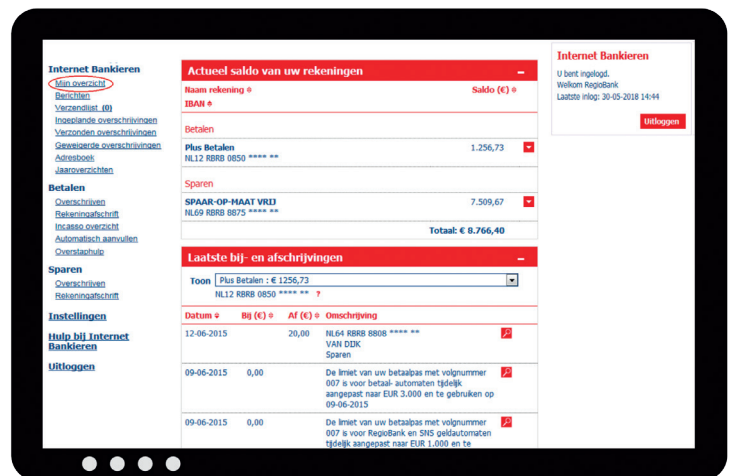 Internet Bankieren
Mijn overzicht
Berichten
Verzendlijst (0)
Ingeplande overschrijvingen
Verzonden overschrijvingen
Geweigerde overschrijvingen
Adresboek
Jaaroverzichten
Betalen
Overschrijven
Rekeningafschrift
Incasso overzicht
Automatisch aanvullen
Overstaphulp
Sparen
Overschrijven
Rekeningafschrift
Instellingen
Hulp bij Internet
Bankieren
Uitloggen
Actueel saldo van uw rekeningen
Naam rekening Saldo (€)
IBAN
Betalen
Plus Betalen 1.256,73
NL12 RBRB 0850 **** **
Sparen
SPAAR-OP-MAAT VRIJ 7.509,67
NL69 RBRB 8875 **** **
Totaal: € 8.766,40
Laatste bij- en afschrijvingen
Toon Plus Betalen : € 1256,73
NL12 RBRB 0850 **** ** ?
Datum Bij (€) Af (€) Omschrijving
12-06-2015 20,00 NL64 RBRB 8808 **** **
VAN DIJK
Sparen
09-06-2015 0,00 De limiet van uw betaalpas met volgnummer
007 is voor betaal- automaten tijdelijk
aangepast naar EUR 3.000 en te gebruiken op
09-06-2015
09-06-2015 0,00 De limiet van uw betaalpas met volgnummer
007 is voor RegioBank en SNS geldautomaten
tijdelijk aangepast naar EUR 1.000 en te
Internet Bankieren
U bent ingelogd.
Welkom RegioBank
Laatste inlog: 30-05-2018 14:44
Uitloggen